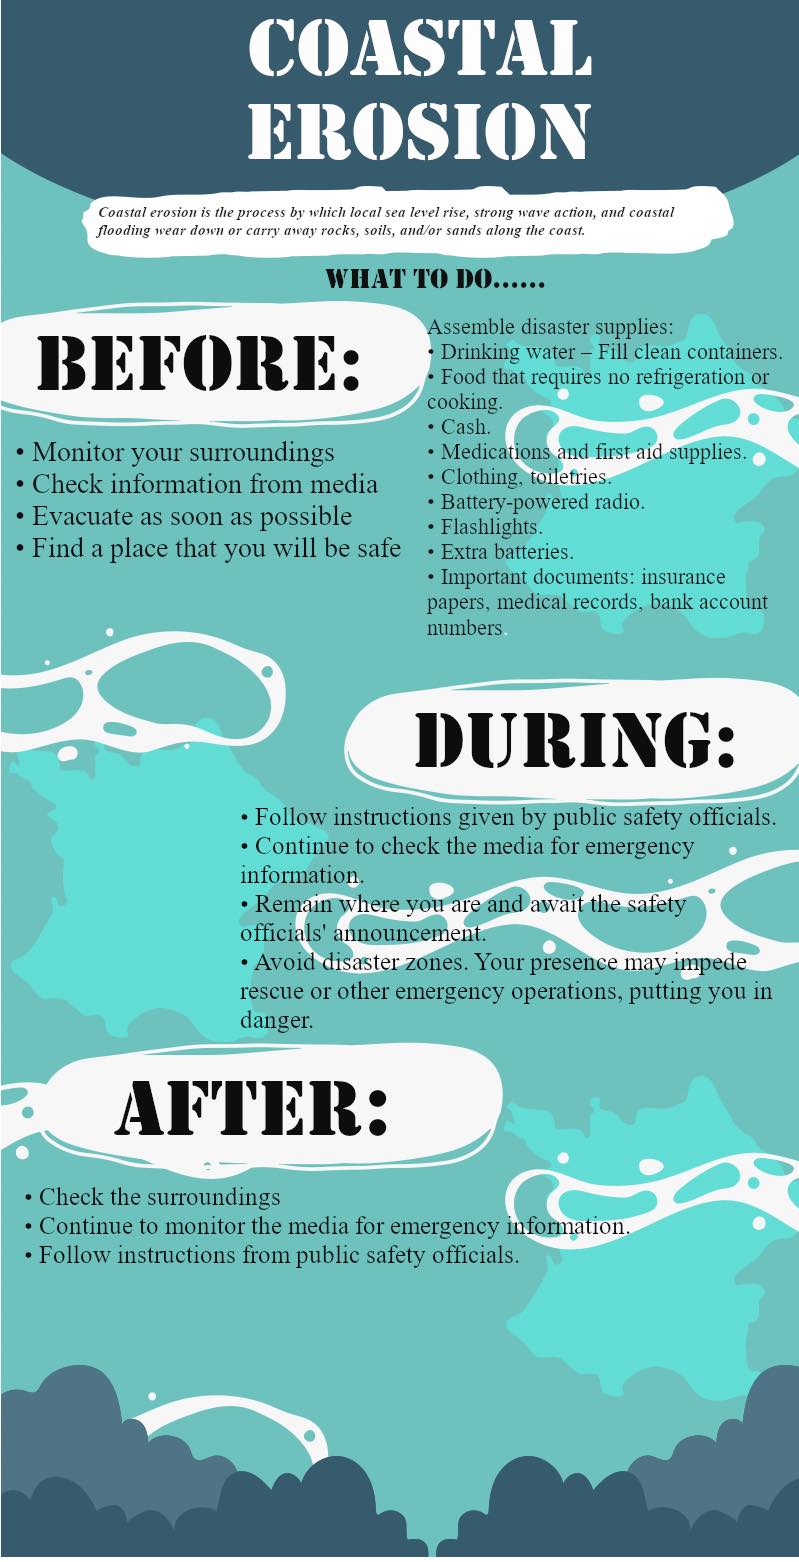 COASTAL
EROSION
Coastal erosion is the process by which local sea level rise, strong wave action, and coastal
flooding wear down or carry away rocks, soils, and/or sands along the coast.
WHAT TO DO......
BEFORE:
• Monitor your surroundings
• Check information from media
• Evacuate as soon as possible
• Find a place that you will be safe
Assemble disaster supplies:
• Drinking water – Fill clean containers.
• Food that requires no refrigeration or
cooking.
• Cash.
• Medications and first aid supplies.
• Clothing, toiletries.
• Battery-powered radio.
• Flashlights.
• Extra batteries.
• Important documents: insurance
papers, medical records, bank account
numbers.
DURING:
• Follow instructions given by public safety officials.
• Continue to check the media for emergency
information.
• Remain where you are and await the safety
officials' announcement.
• Avoid disaster zones. Your presence may impede
rescue or other emergency operations, putting you in
danger.
AFTER:
• Check the surroundings
• Continue to monitor the media for emergency information.
• Follow instructions from public safety officials.